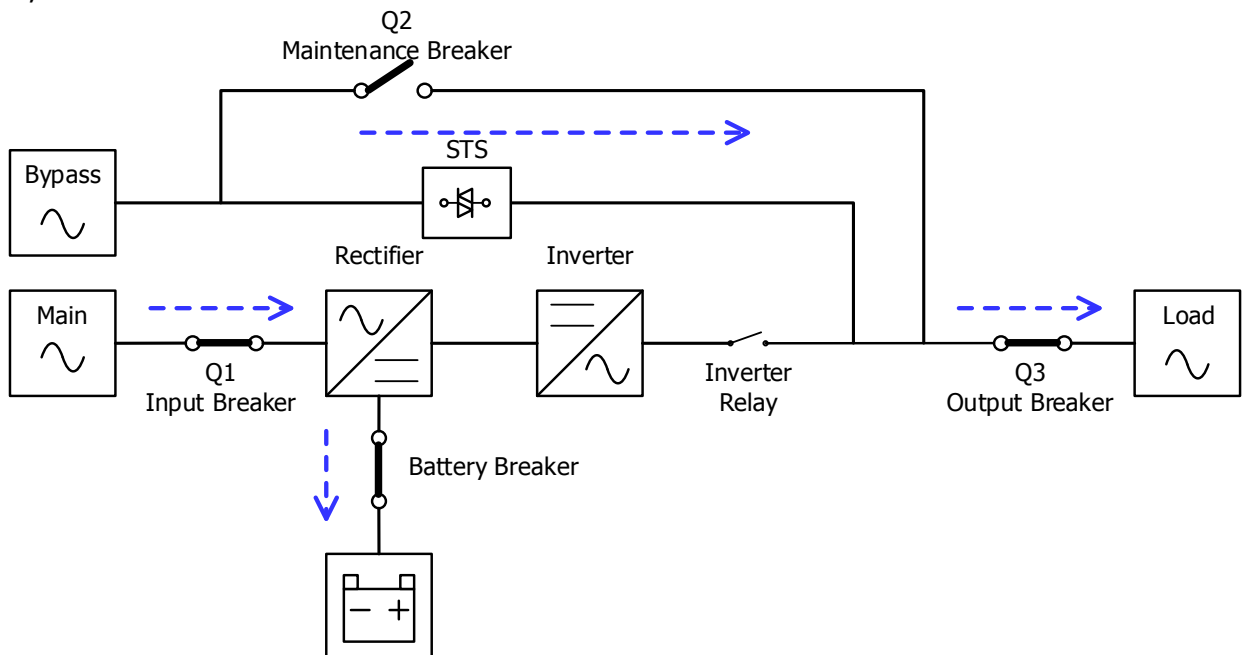 Q2
Maintenance Breaker
STS
Bypass
Rectifier
Inverter
Main
Load
Q1
Input Breaker
Inverter
Relay
Q3
Output Breaker
Battery Breaker